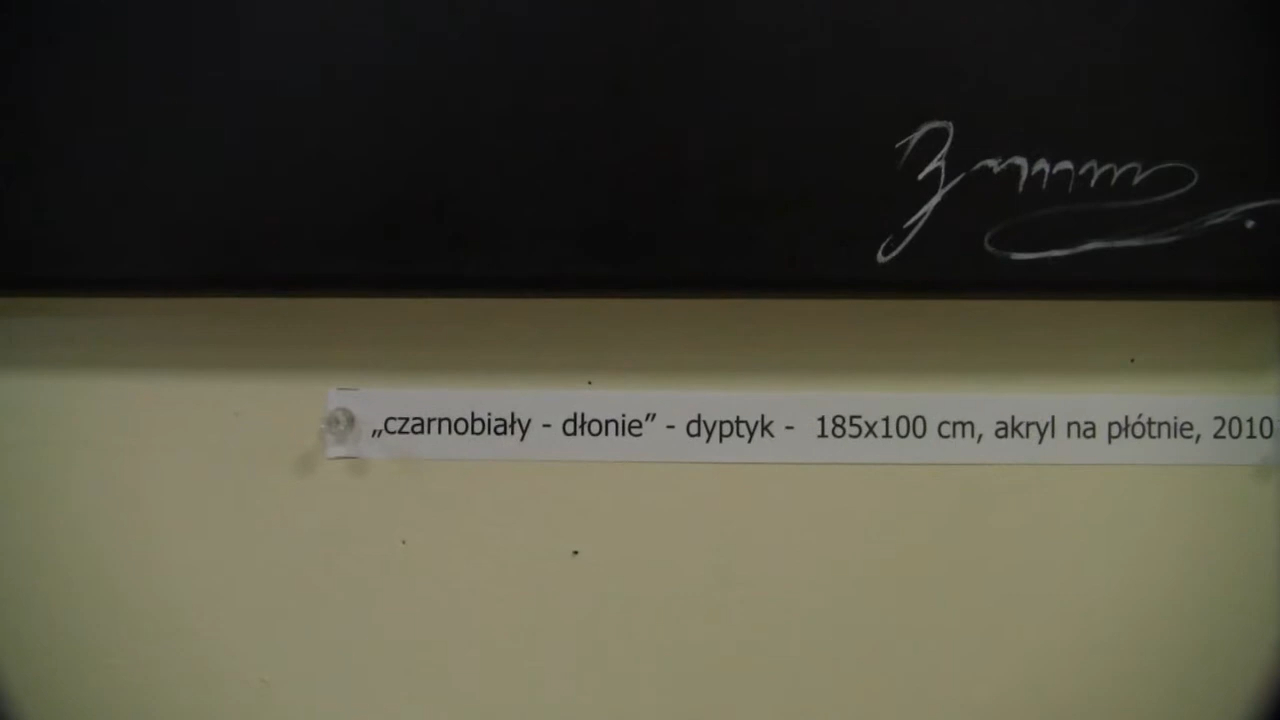 „czarnobiały - dłonie” - dyptyk - 185x100 cm, akryl na płótnie, 2010